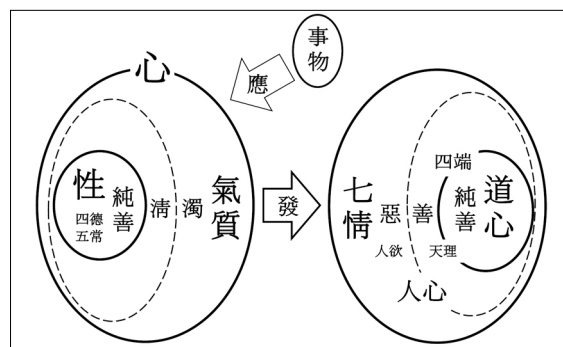 心
應
事物
性
純善
四德
五常
淸
濁
氣質
發
七情
惡
善
人欲
天理
四端
純善
道心
人心